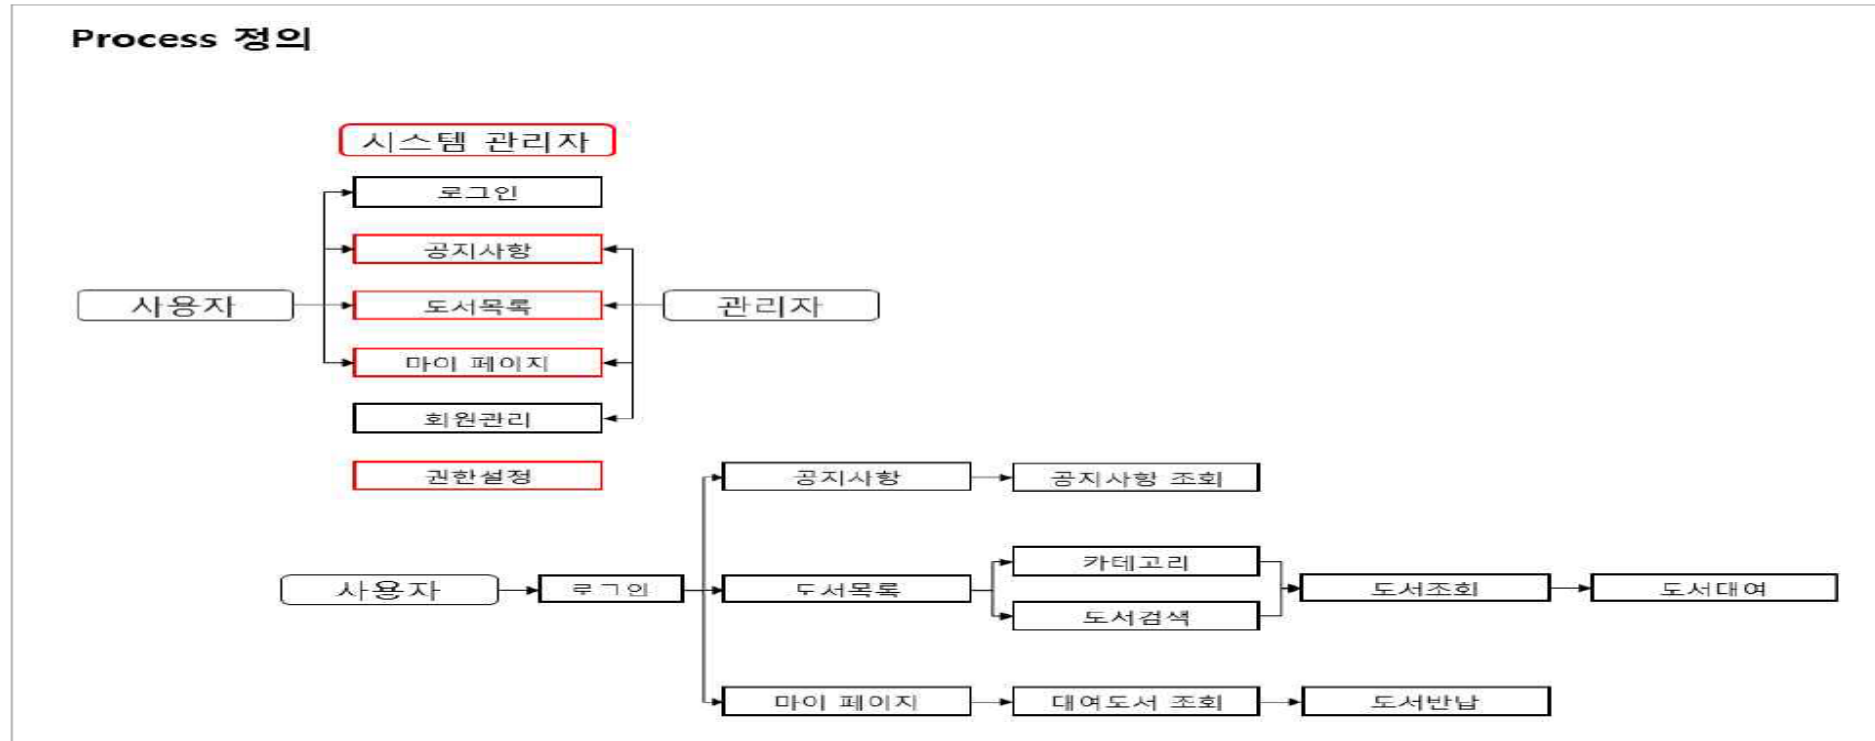 Process 정의
시스템 관리자
로그인
공지사항
사용자
도서목록
관리자
마이 페이지
회원관리
권한설정
공지사항
공지사항 조회
사용자
로그인
도서목록
카테고리
도서검색
도서조회
도서대여
마이 페이지
대여도서 조회
도서반납